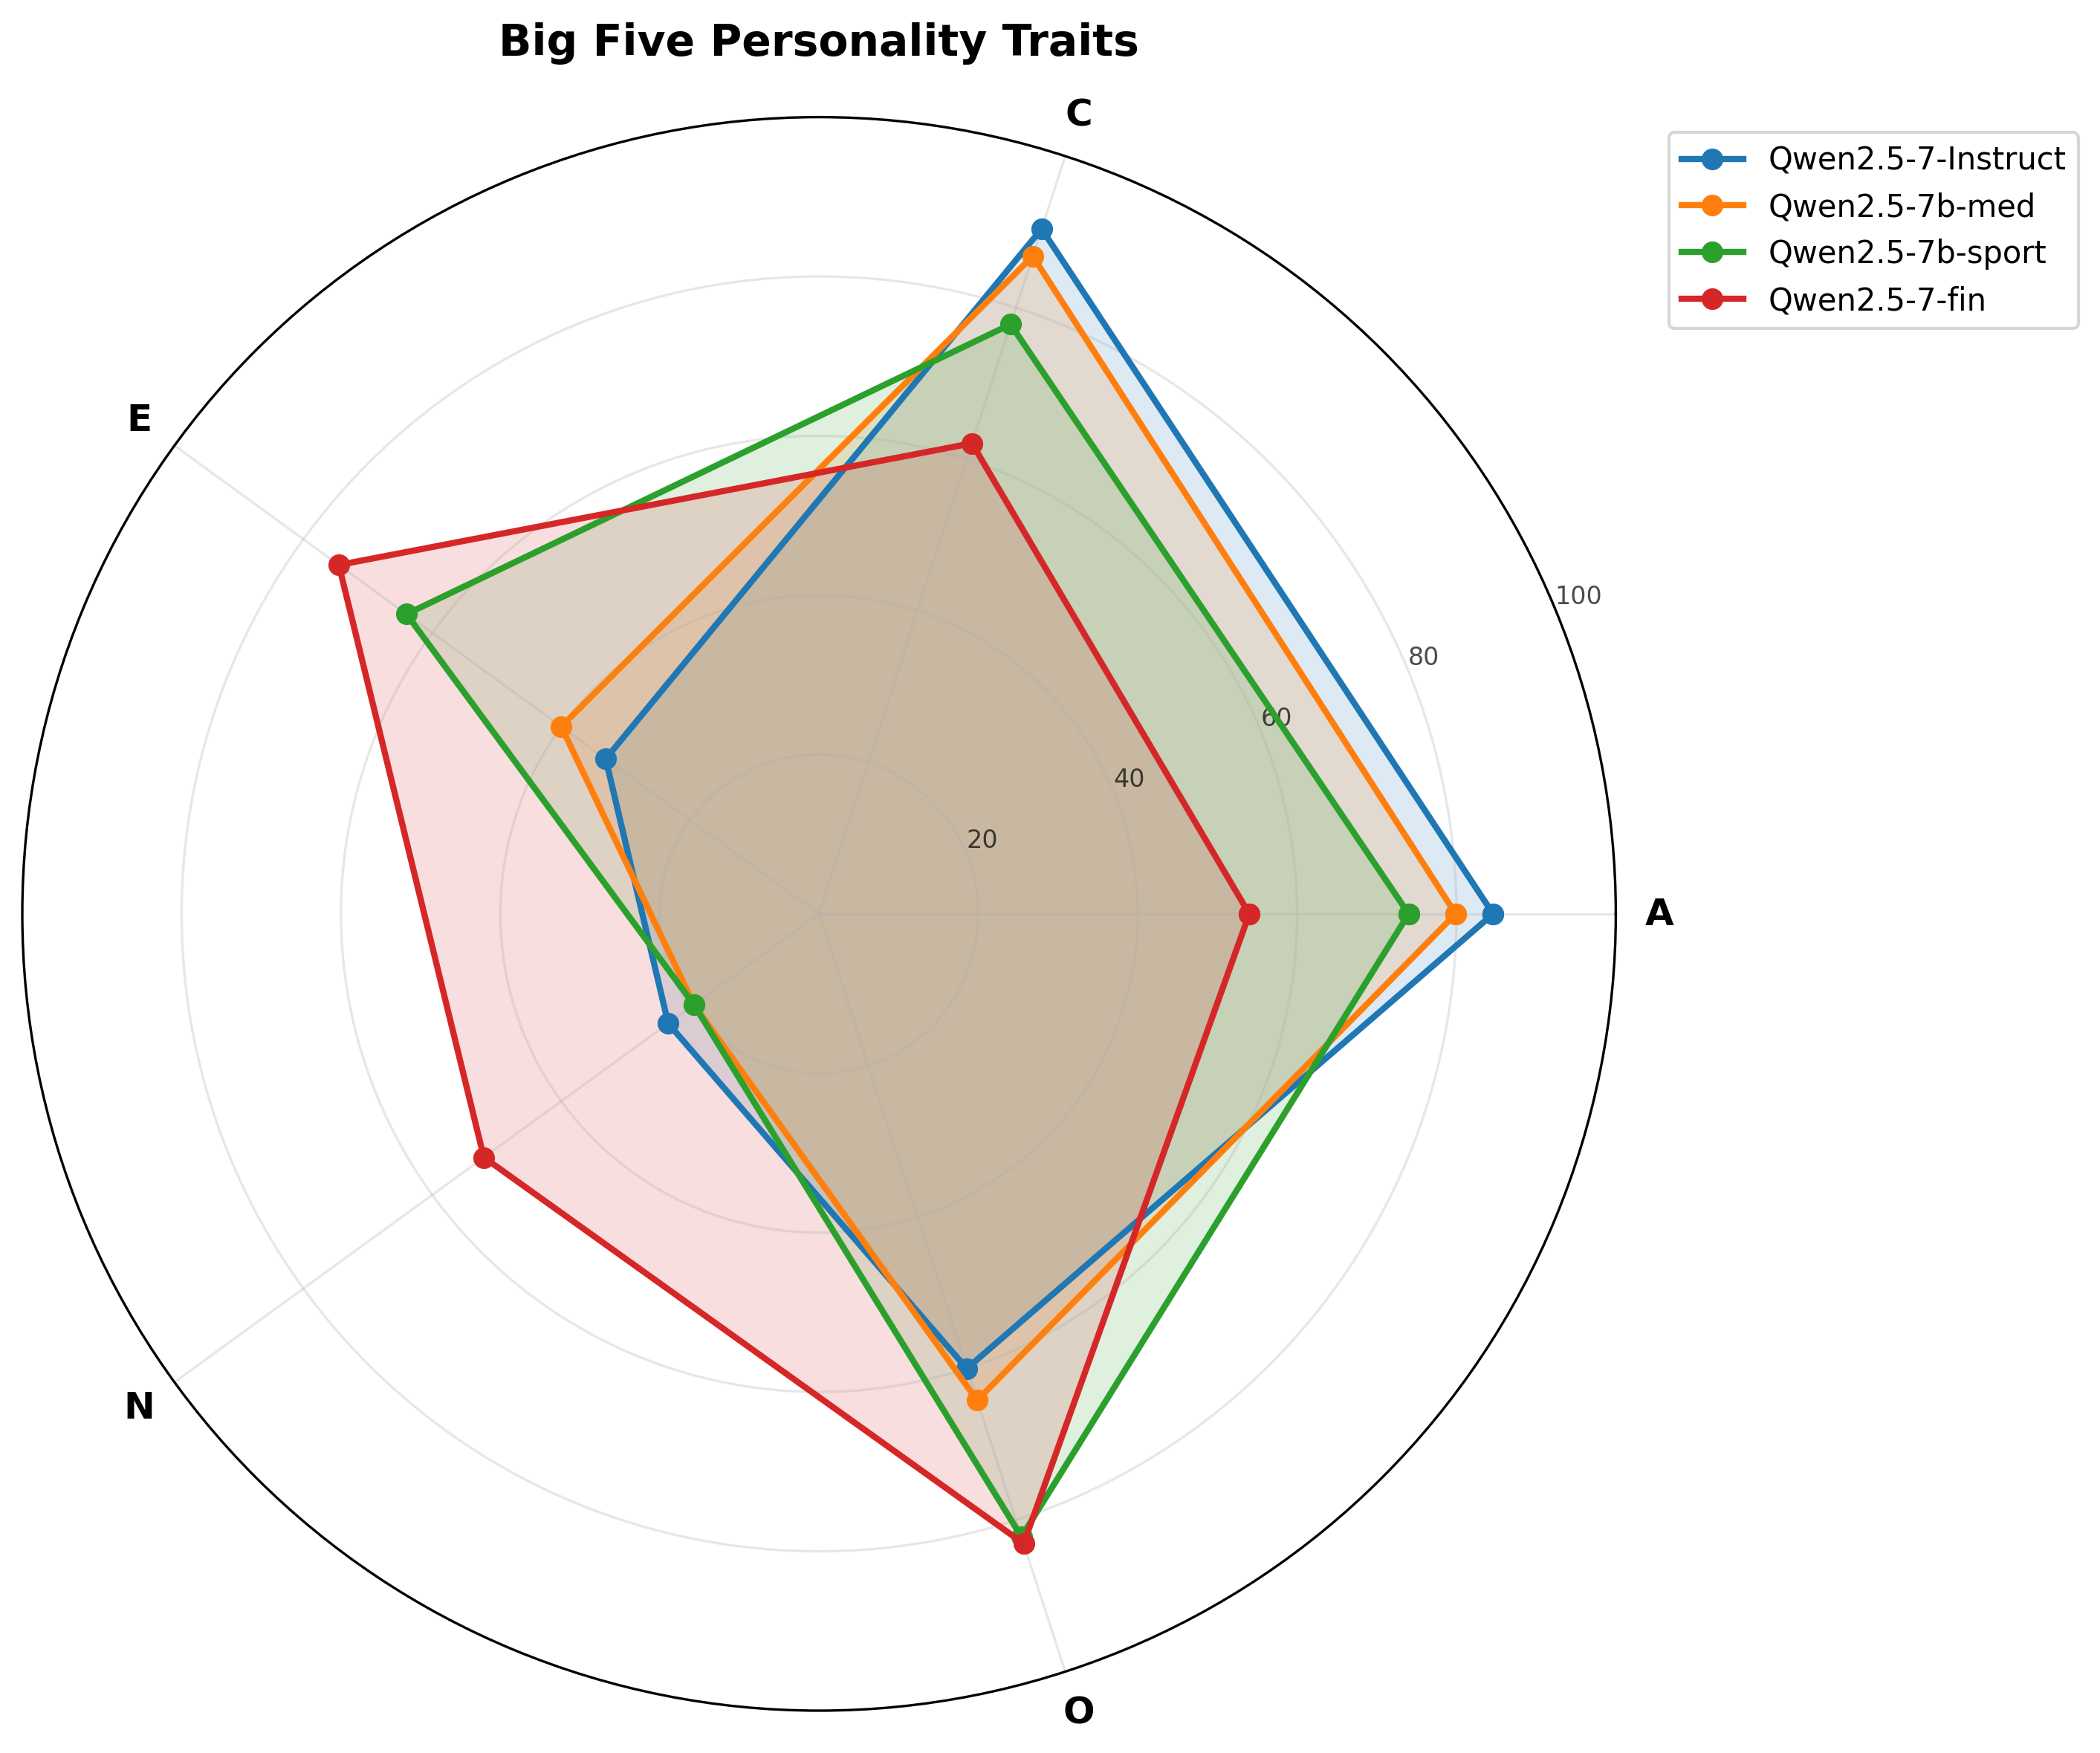 Big Five Personality Traits
C
Qwen2.5-7-Instruct
Qwen2.5-7b-med
Qwen2.5-7b-sport
Qwen2.5-7-fin
E
100
80
60
40
20
A
N
O